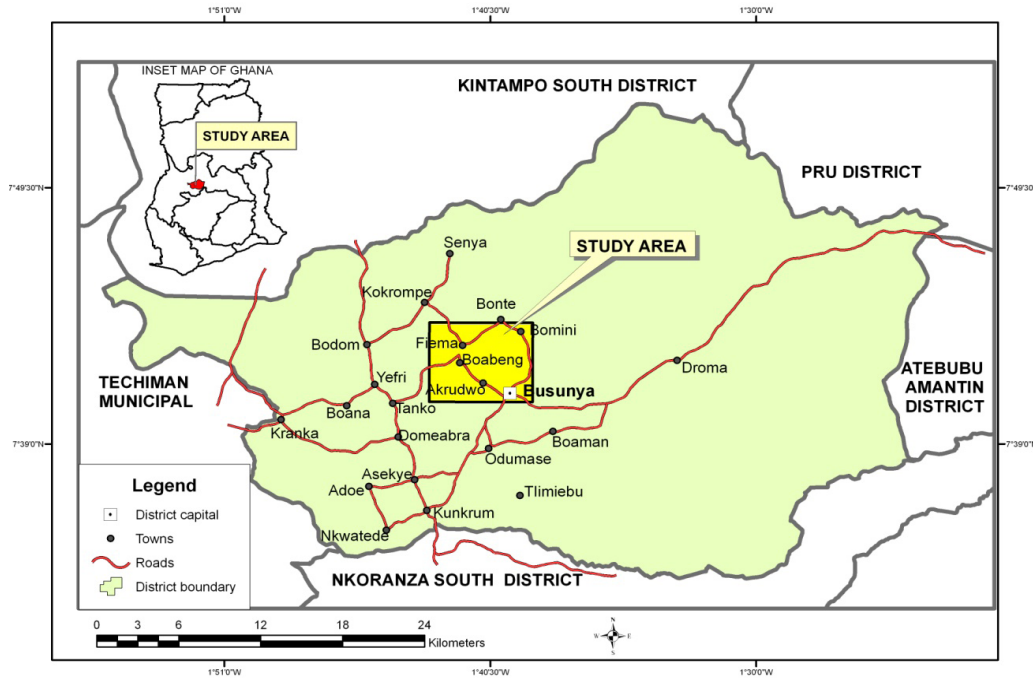 1°51'0"W
1°40'30"W
1°30'0"W
INSET MAP OF GHANA
STUDY AREA
KINTAMPO SOUTH DISTRICT
PRU DISTRICT
7°49'30"N
7°49'30"N
STUDY AREA
Senya
Kokrompe
Bonte
Bomini
Bodom
Fiema
Boabeng
Droma
TECHIMAN
MUNICIPAL
ATEBUBU
AMANTIN
DISTRICT
Yefri
Akrudwo
Busunya
Boana
Tanko
Kranka
Domeabra
Boaman
Odumase
7°39'0"N
7°39'0"N
Asekye
Adoe
Tlimiebu
Kunkrum
Nkwatede
Legend
District capital
Towns
Roads
District boundary
NKORANZA SOUTH DISTRICT
0 1.5 3 4.5 6 12 18 24
Kilometers
N
W E
S
1°51'0"W
1°40'30"W
1°30'0"W